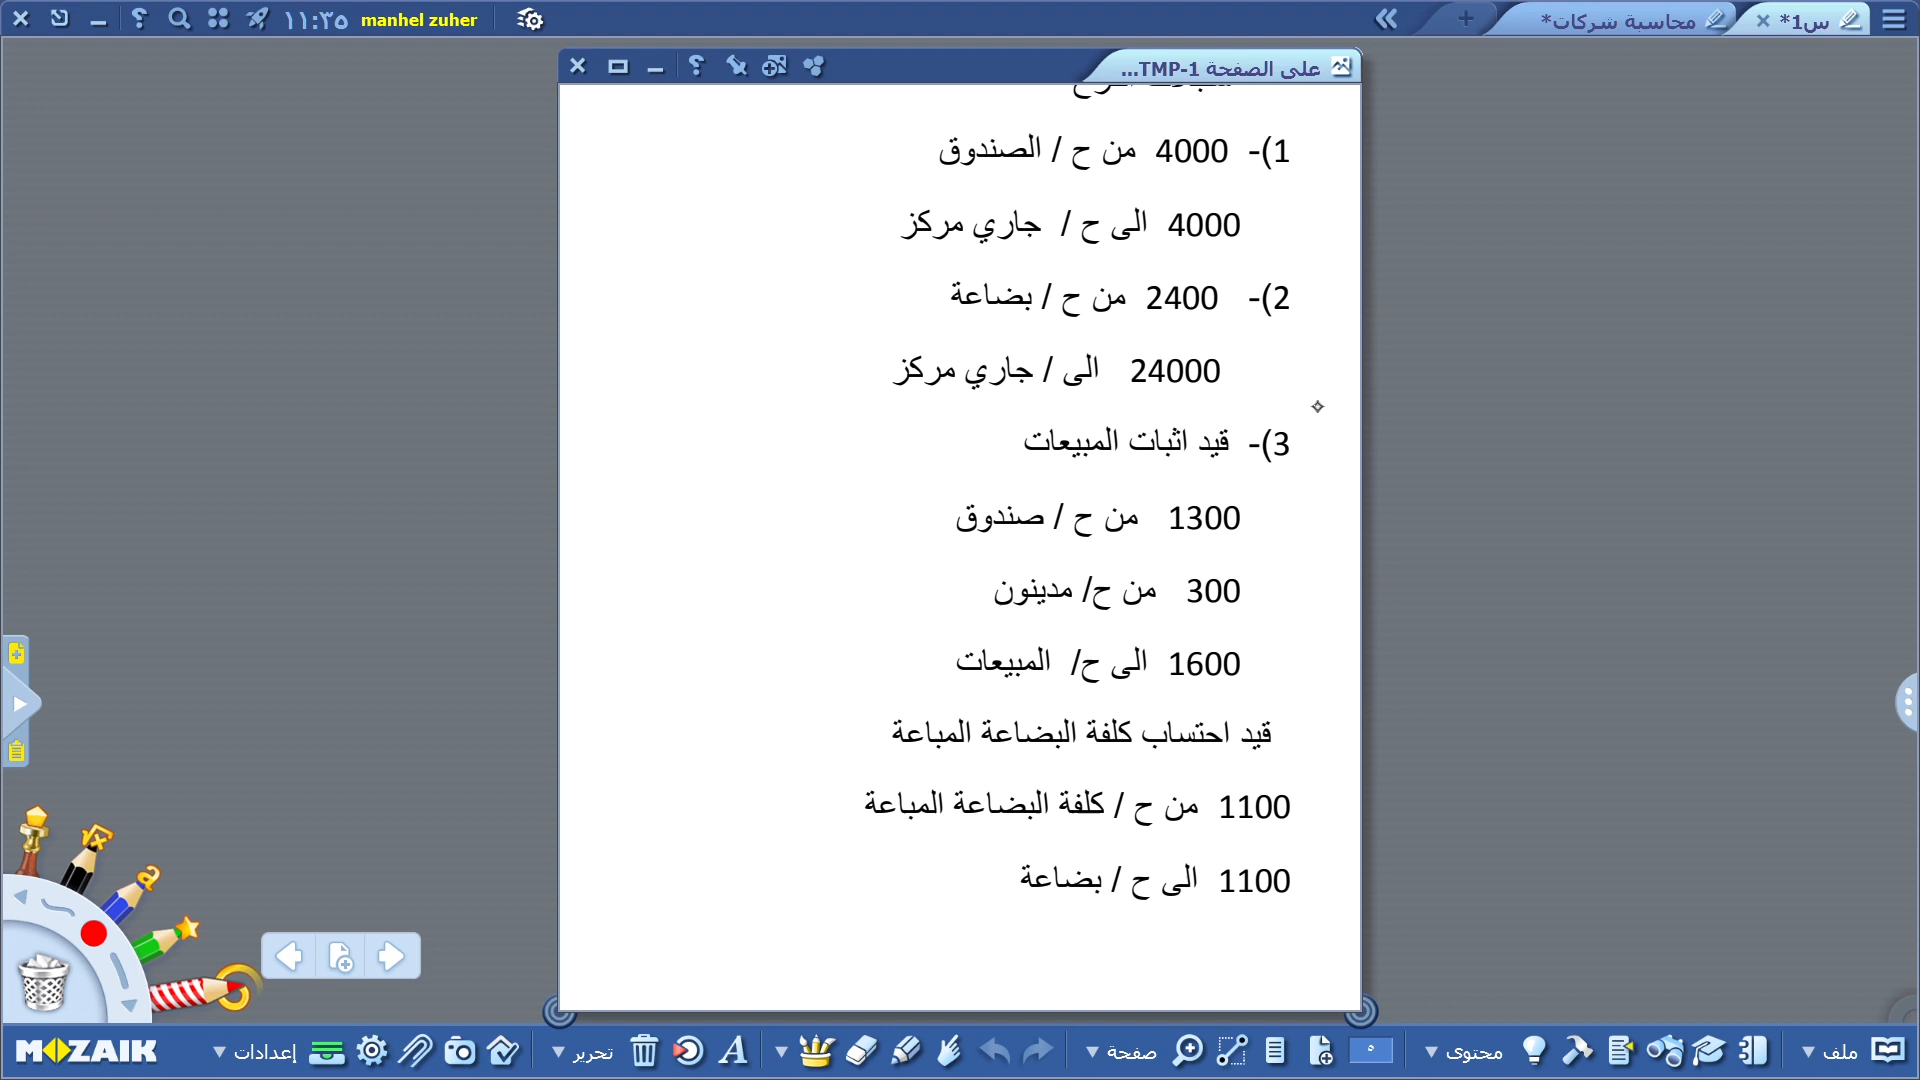 س1*
محاسبة شركات*
manhel zuher
١١:٣٥
على الصفحة TMP-1...
1)- 4000 من ح / الصندوق
4000 الى ح / جاري مركز
2)- 2400 من ح / بضاعة
24000 الى / جاري مركز
3)- قيد اثبات المبيعات
1300 من ح / صندوق
300 من ح/ مدينون
1600 الى ح/ المبيعات
قيد احتساب كلفة البضاعة المباعة
1100 من ح / كلفة البضاعة المباعة
1100 الى ح / بضاعة
ملف
محتوى
٥
صفحة
تحرير
إعدادات
MOZAIK